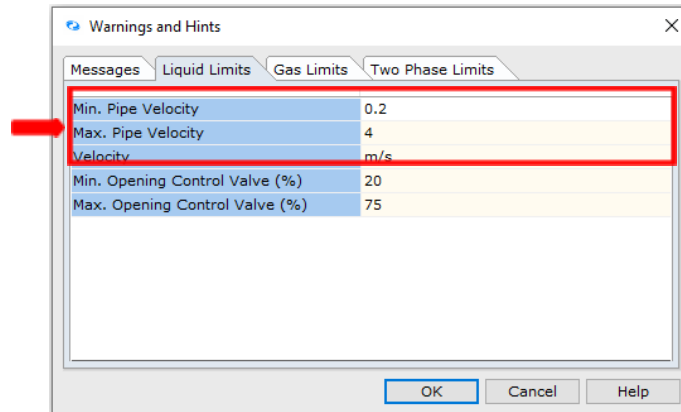 Warnings and Hints
Messages Liquid Limits Gas Limits Two Phase Limits
Min. Pipe Velocity 0.2
Max. Pipe Velocity 4
Velocity m/s
Min. Opening Control Valve (%) 20
Max. Opening Control Valve (%) 75
OK Cancel Help